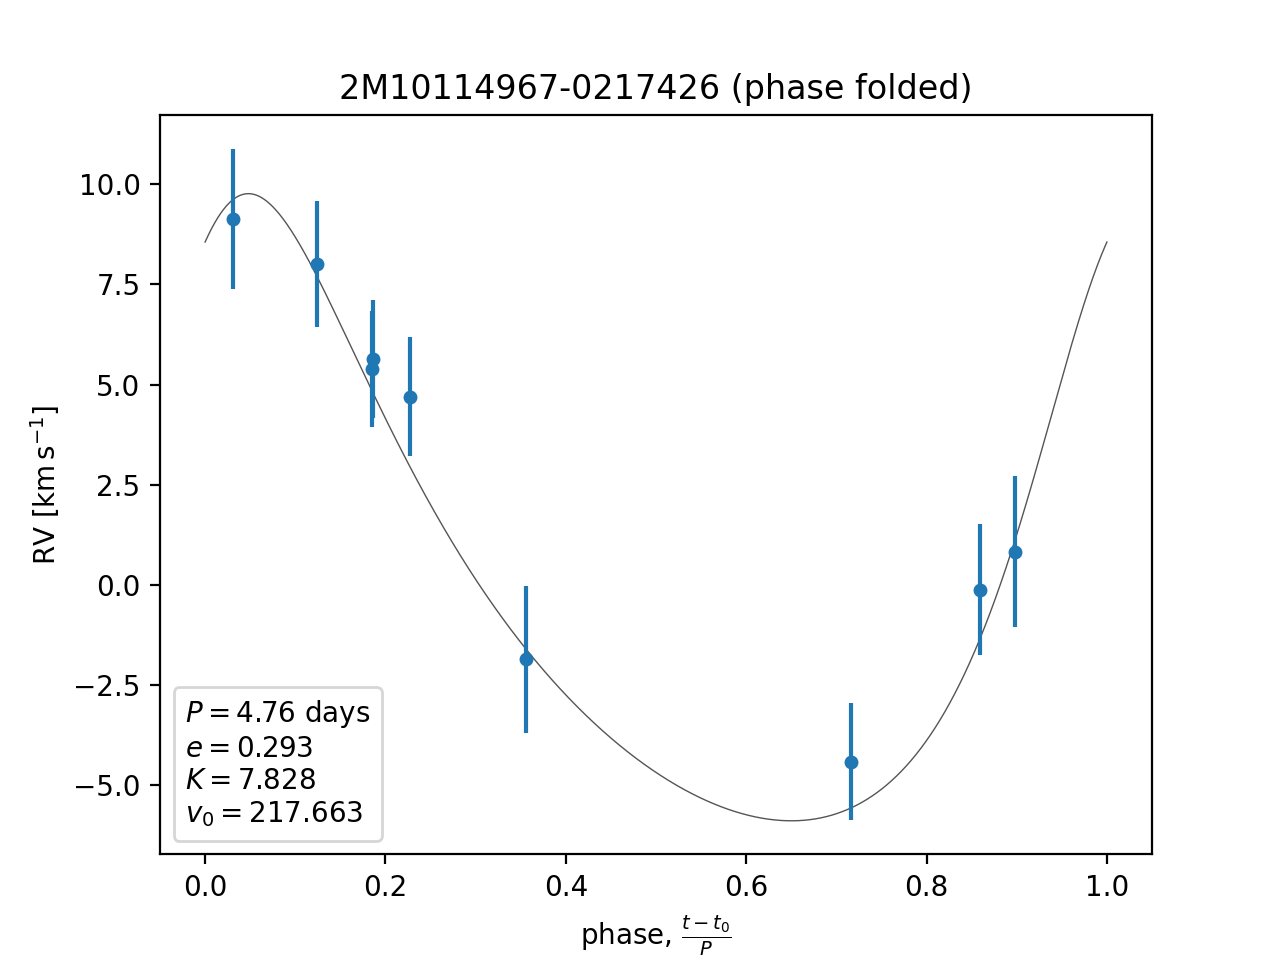 2M10114967-0217426 (phase folded)
RV [km s⁻¹]
10.0
7.5
5.0
2.5
0.0
−2.5
−5.0
P = 4.76 days
e = 0.293
K = 7.828
v₀ = 217.663
0.0 0.2 0.4 0.6 0.8 1.0
phase, (t − t₀)/P